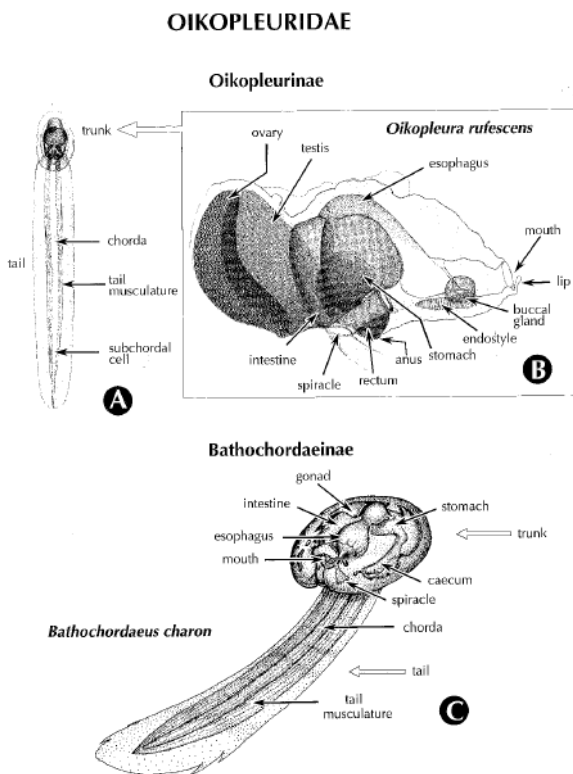 OIKOPLEURIDAE
Oikopleurinae
trunk
Oikopleura rufescens
ovary
testis
esophagus
mouth
lip
buccal
gland
endostyle
stomach
anus
rectum
spiracle
intestine
tail
chorda
tail
musculature
subchordal
cell
A
B
Bathochordaeinae
gonad
intestine
stomach
esophagus
trunk
mouth
caecum
spiracle
chorda
Bathochordaeus charon
tail
tail
musculature
C